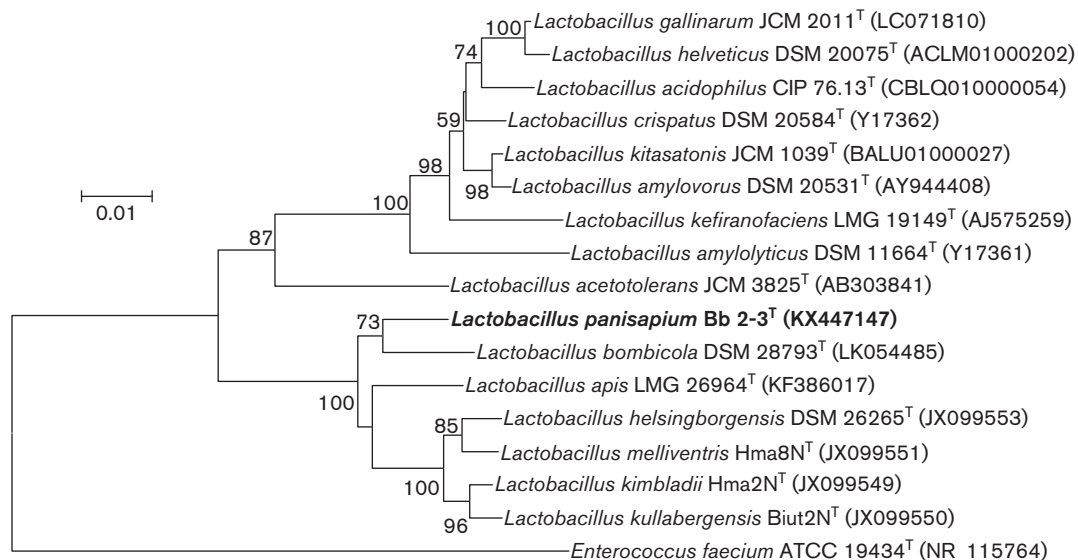 Lactobacillus gallinarum JCM 2011T (LC071810)
100
Lactobacillus helveticus DSM 20075T (ACLM01000202)
74
Lactobacillus acidophilus CIP 76.13T (CBLQ010000054)
59
Lactobacillus crispatus DSM 20584T (Y17362)
Lactobacillus kitasatonis JCM 1039T (BALU01000027)
98
98
Lactobacillus amylovorus DSM 20531T (AY944408)
0.01
100
Lactobacillus kefiranofaciens LMG 19149T (AJ575259)
87
Lactobacillus amylolyticus DSM 11664T (Y17361)
Lactobacillus acetotolerans JCM 3825T (AB303841)
73
Lactobacillus panisapium Bb 2-3T (KX447147)
Lactobacillus bombicola DSM 28793T (LK054485)
Lactobacillus apis LMG 26964T (KF386017)
100
85
Lactobacillus helsingborgensis DSM 26265T (JX099553)
Lactobacillus melliventris Hma8NT (JX099551)
100
Lactobacillus kimbladii Hma2NT (JX099549)
96
Lactobacillus kullabergensis Biut2NT (JX099550)
Enterococcus faecium ATCC 19434T (NR_115764)